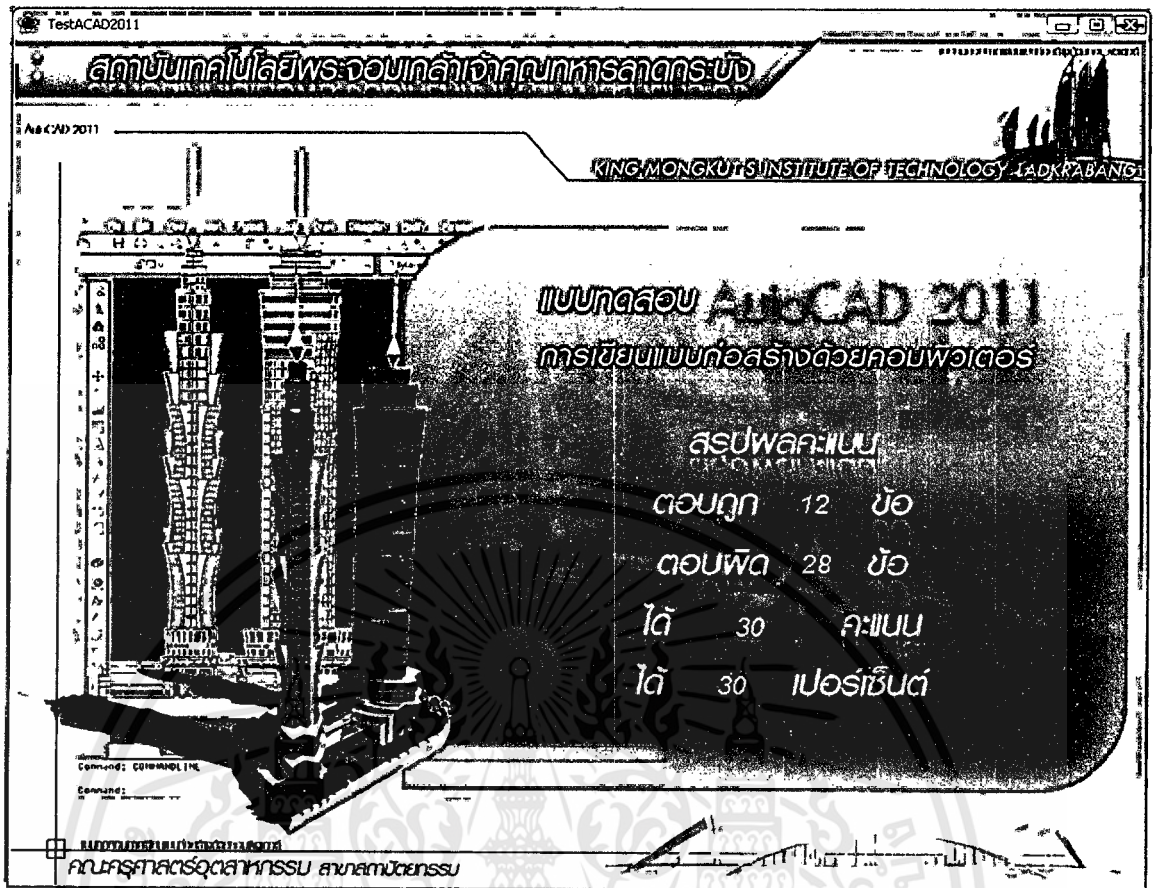 TestACAD2011
สถาบันเทคโนโลยีพระจอมเกล้าเจ้าคุณทหารลาดกระบัง
AutoCAD 2011
KING MONGKUT'S INSTITUTE OF TECHNOLOGY LADKRABANG
แบบทดสอบ AutoCAD 2011
การเขียนแบบก่อสร้างด้วยคอมพิวเตอร์
สรุปผลคะแนน
ตอบถูก 12 ข้อ
ตอบผิด 28 ข้อ
ได้ 30 คะแนน
ได้ 30 เปอร์เซ็นต์
Command: COMMANDLINE
Command:
คณะครุศาสตร์อุตสาหกรรม สาขาสถาปัตยกรรม